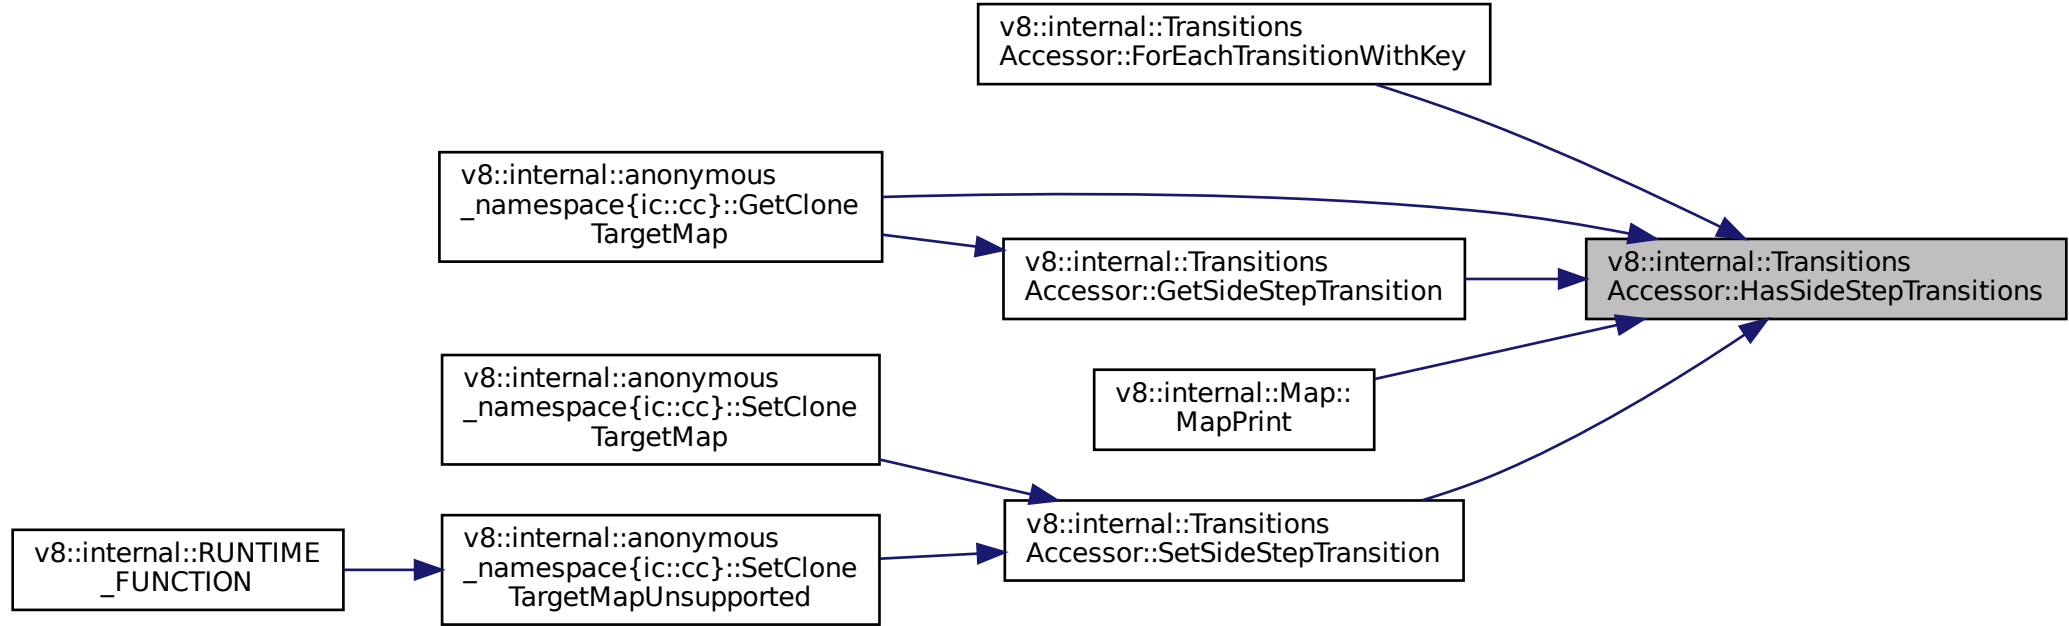 v8::internal::Transitions
Accessor::ForEachTransitionWithKey
v8::internal::anonymous
_namespace{ic::cc}::GetClone
TargetMap
v8::internal::Transitions
Accessor::GetSideStepTransition
v8::internal::Transitions
Accessor::HasSideStepTransitions
v8::internal::anonymous
_namespace{ic::cc}::SetClone
TargetMap
v8::internal::Map::
MapPrint
v8::internal::RUNTIME
_FUNCTION
v8::internal::anonymous
_namespace{ic::cc}::SetClone
TargetMapUnsupported
v8::internal::Transitions
Accessor::SetSideStepTransition